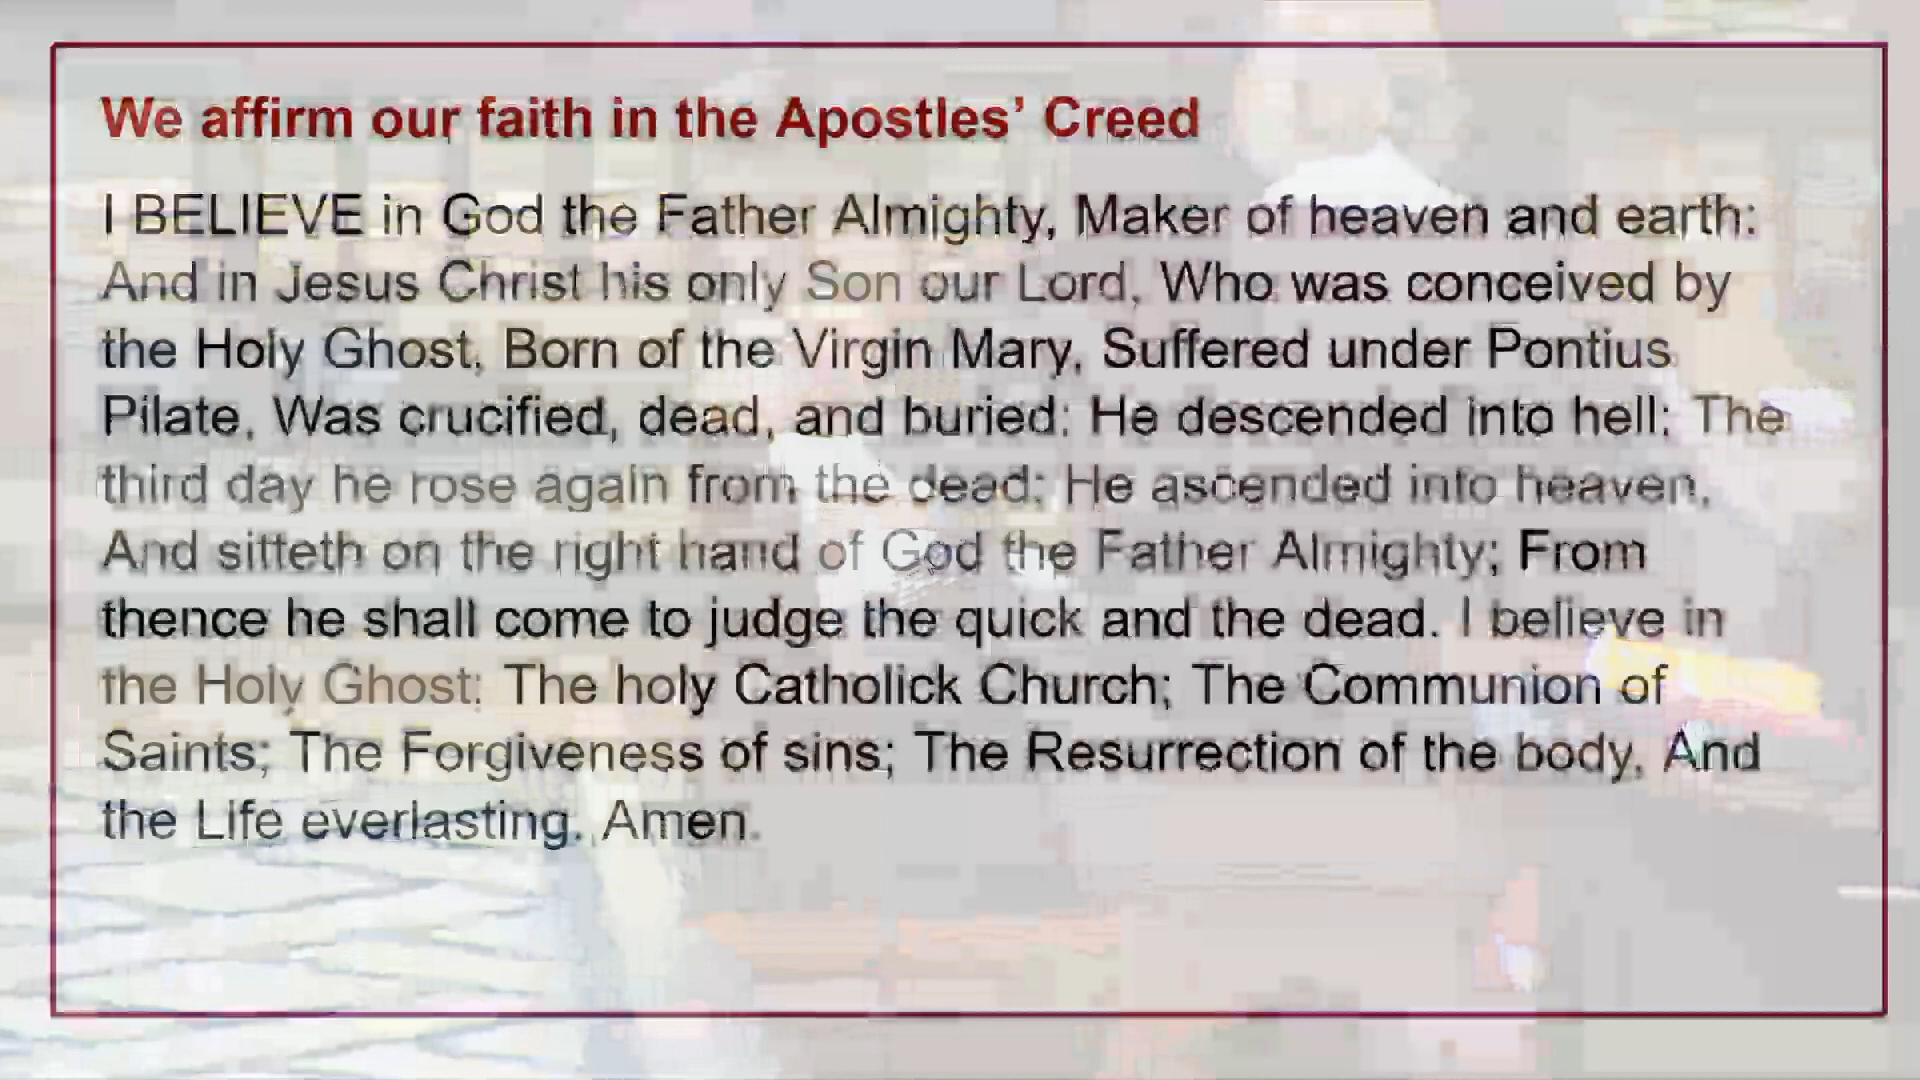 We affirm our faith in the Apostles’ Creed
I BELIEVE in God the Father Almighty, Maker of heaven and earth:
And in Jesus Christ his only Son our Lord, Who was conceived by
the Holy Ghost, Born of the Virgin Mary, Suffered under Pontius
Pilate, Was crucified, dead, and buried: He descended into hell; The
third day he rose again from the dead; He ascended into heaven,
And sitteth on the right hand of God the Father Almighty; From
thence he shall come to judge the quick and the dead. I believe in
the Holy Ghost; The holy Catholick Church; The Communion of
Saints; The Forgiveness of sins; The Resurrection of the body, And
the Life everlasting. Amen.